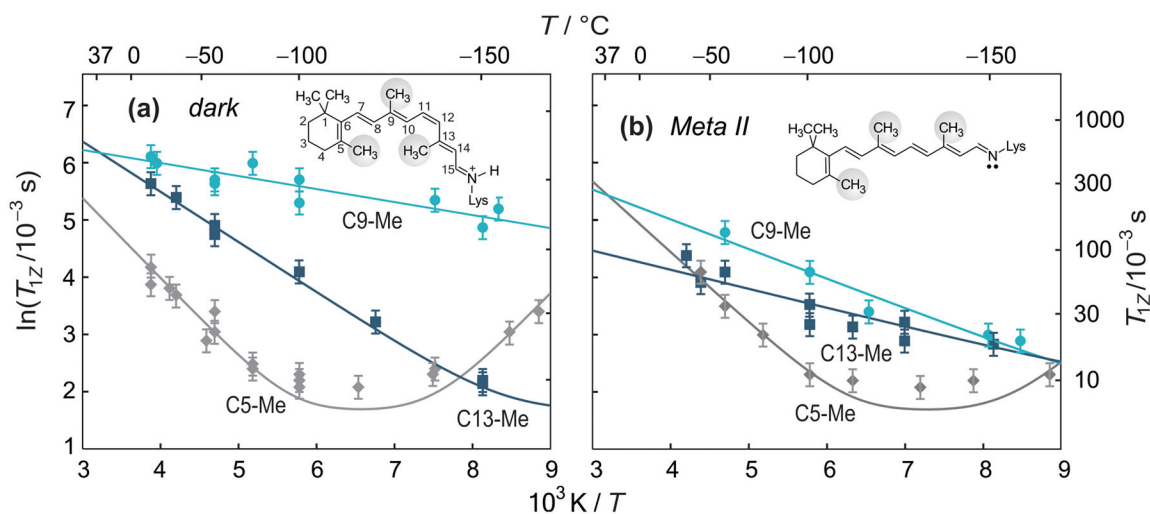 T / °C
37 0 −50 −100 −150
37 0 −50 −100 −150
(a) dark
(b) Meta II
ln(T1Z/10−3 s)
7
6
5
4
3
2
1
CH3
H3C CH3
1 2 3 4 5 6 7 8 9 10 11 12 13 14 15
CH3
H3C
N+ H
Lys
C9-Me
C5-Me
C13-Me
H3C CH3
CH3
CH3
CH3
N
Lys
C9-Me
C13-Me
C5-Me
1000
300
100
30
10
T1Z/10−3 s
3 4 5 6 7 8 9
3 4 5 6 7 8 9
10³ K / T